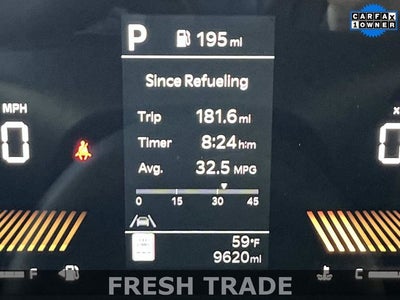 P 195 mi
CARFAX
1 OWNER
Since Refueling
MPH
Trip 181.6 mi
x
Timer 8:24 h:m
0
0
Avg. 32.5 MPG
0 15 30 45
59°F
9620 mi
F
C
FRESH TRADE